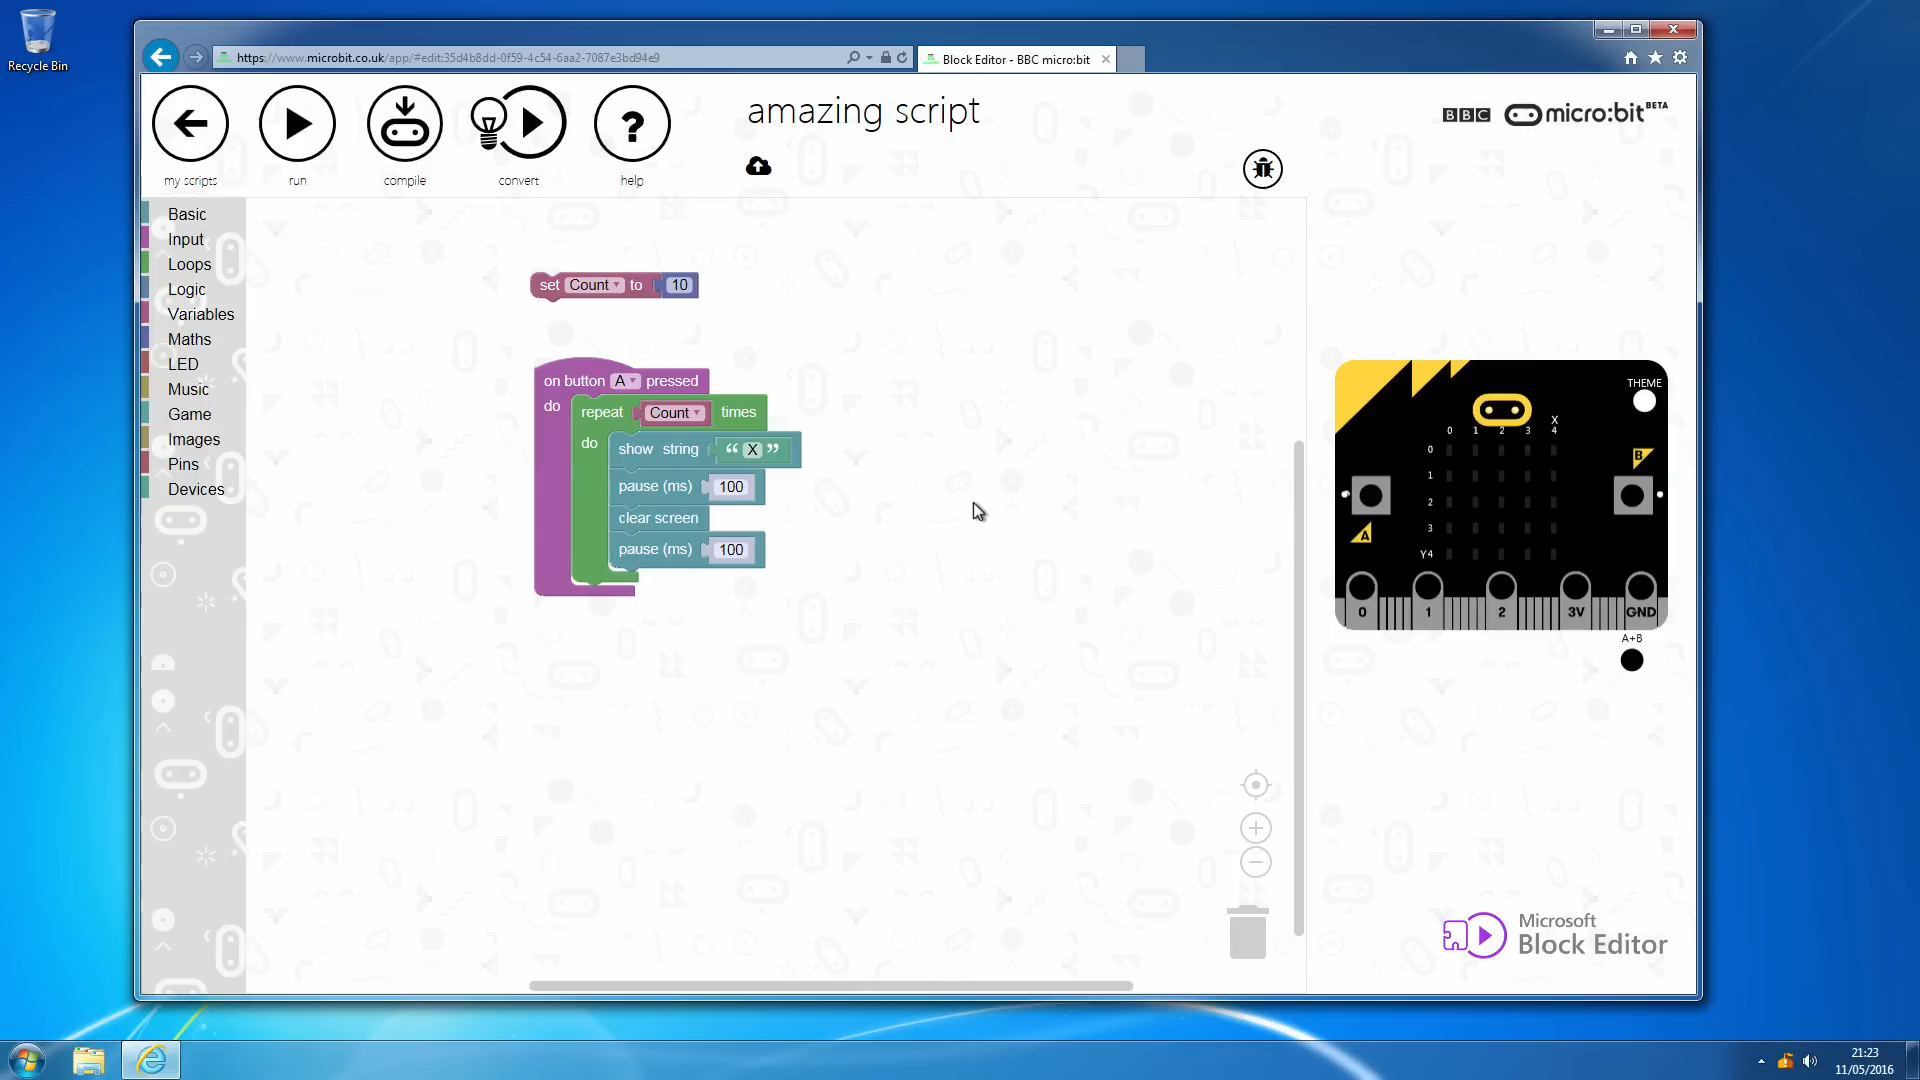 Recycle Bin
https://www.microbit.co.uk/app/#edit:35d4b8dd-0f59-4c54-6aa2-7087e3bd94e9
Block Editor - BBC micro:bit
my scripts
run
compile
convert
?
help
amazing script
BBC micro:bit BETA
Basic
Input
Loops
Logic
Variables
Maths
LED
Music
Game
Images
Pins
Devices
set Count to 10
on button A pressed
do
repeat Count times
do
show string “ X ”
pause (ms) 100
clear screen
pause (ms) 100
THEME
X
0 1 2 3 4
0
1
2
3
Y4
A
B
0 1 2 3V GND
A+B
Microsoft
Block Editor
21:23
11/05/2016